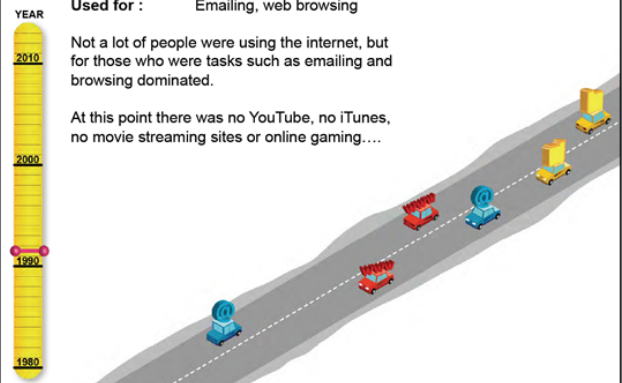 YEAR
Used for : Emailing, web browsing
Not a lot of people were using the internet, but
for those who were tasks such as emailing and
browsing dominated.
At this point there was no YouTube, no iTunes,
no movie streaming sites or online gaming….
2010
2000
1990
1980
www
@
www
@